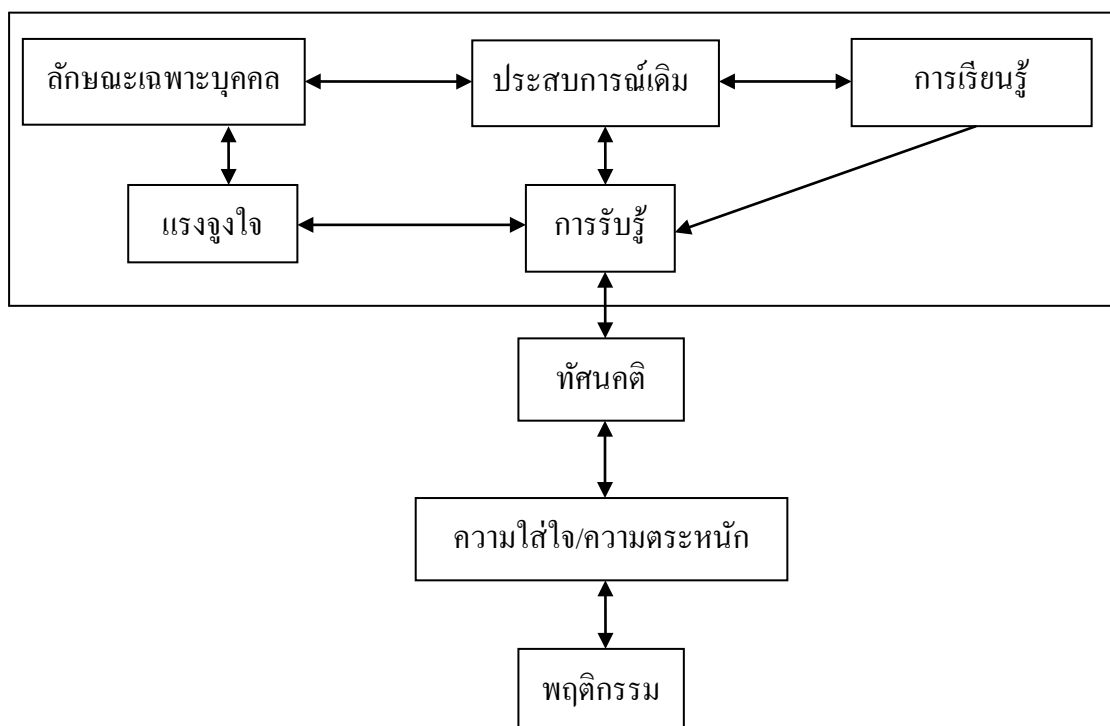 ลักษณะเฉพาะบุคคล
ประสบการณ์เดิม
การเรียนรู้
แรงจูงใจ
การรับรู้
ทัศนคติ
ความใส่ใจ/ความตระหนัก
พฤติกรรม